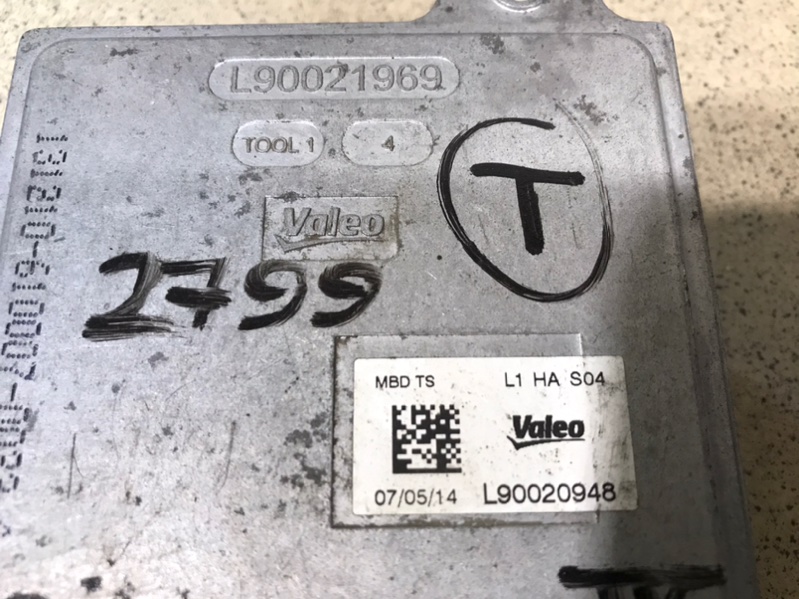 L90021969
TOOL 1 4
Valeo
T
2799
MBD TS L1 HA S04
Valeo
07/05/14 L90020948